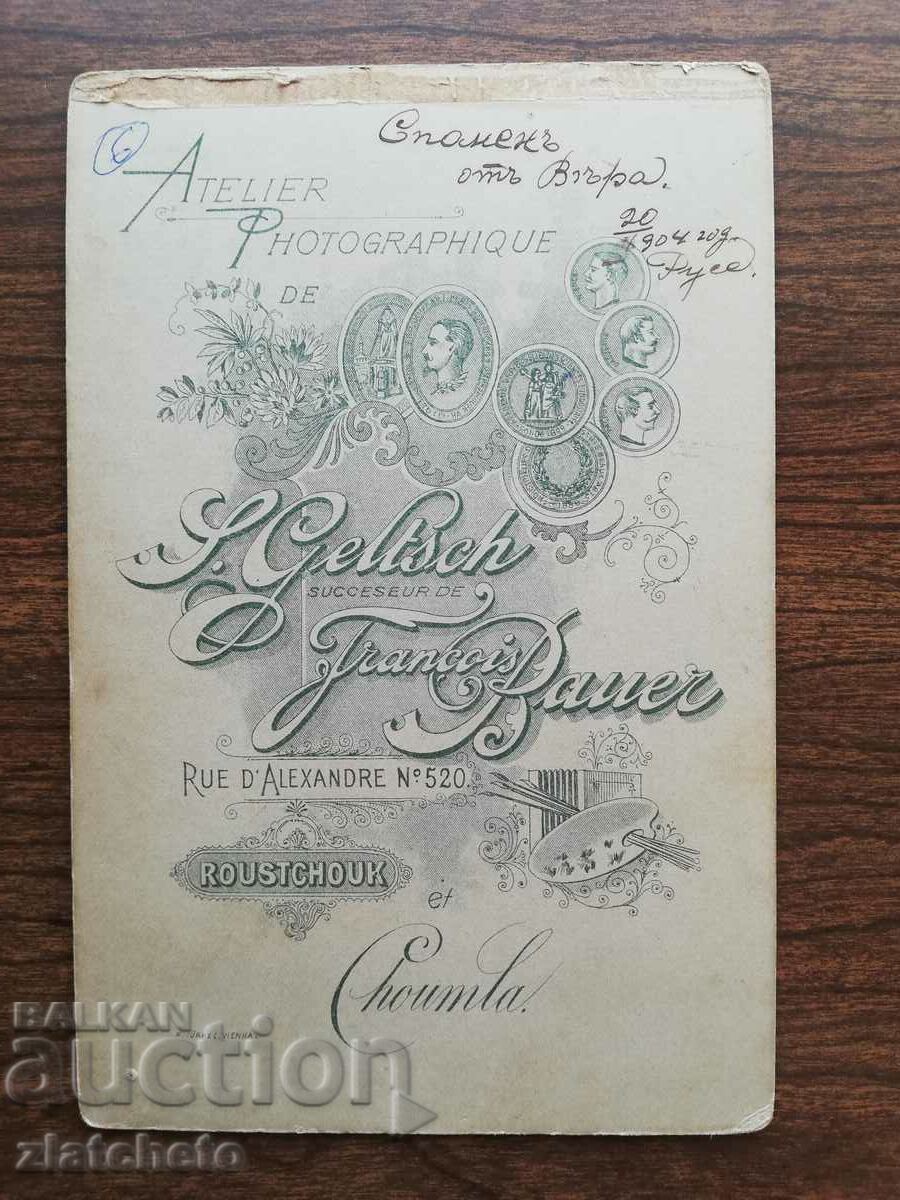 6
Споменъ
отъ Вѣра.
20
1904 год.
Русе.
ATELIER
PHOTOGRAPHIQUE
DE
S. Geltsch
SUCCESEUR DE
François Bauer
RUE D'ALEXANDRE Nº 520.
ROUSTCHOUK
et
Choumla.
BALKAN
auction
zlatcheto